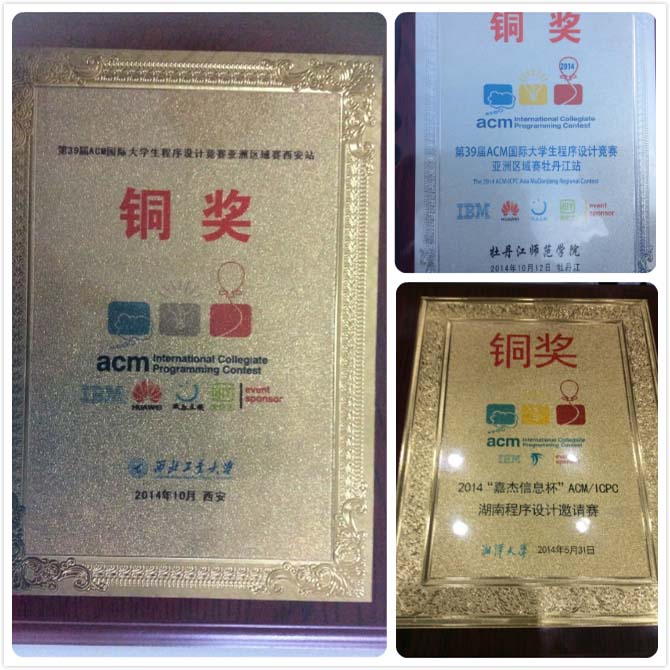 第39届ACM国际大学生程序设计竞赛亚洲区域赛西安站
铜奖
acm International Collegiate
Programming Contest
IBM
HUAWEI
event
sponsor
西北工业大学
2014年10月 西安
铜奖
2014
acm International Collegiate
Programming Contest
第39届ACM国际大学生程序设计竞赛
亚洲区域赛牡丹江站
The 2014 ACM-ICPC Asia MuDanJiang Regional Contest
IBM
HUAWEI
event
sponsor
牡丹江师范学院
2014年10月12日 牡丹江
铜奖
acm International Collegiate
Programming Contest
IBM
event
sponsor
2014 “嘉杰信息杯” ACM/ICPC
湖南程序设计邀请赛
湘潭大学 2014年5月31日